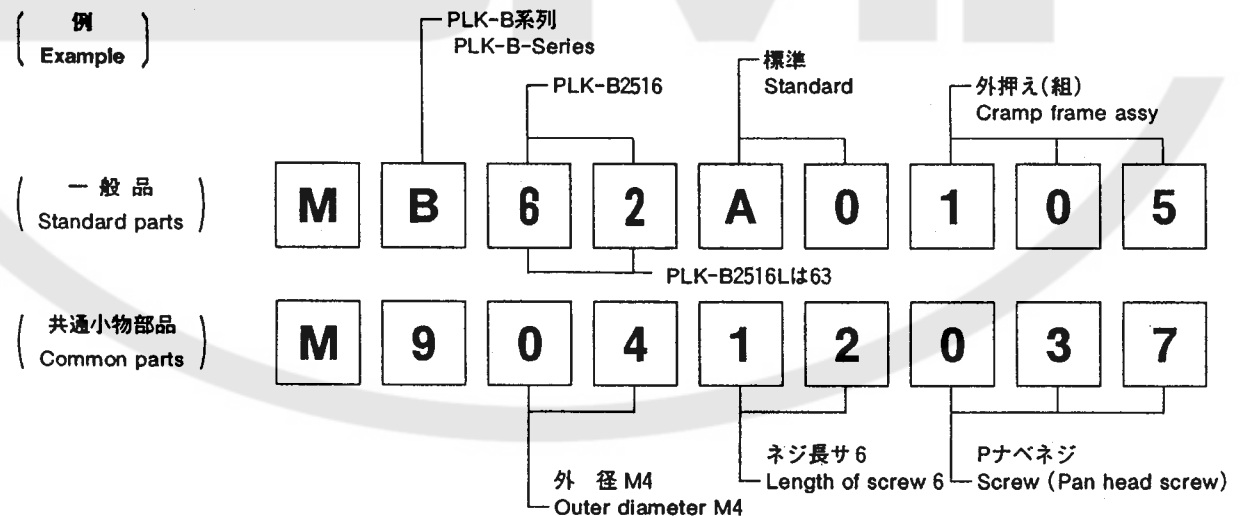 例
Example
PLK-B系列
PLK-B-Series
PLK-B2516
標準
Standard
外押え(組)
Cramp frame assy
一般品
Standard parts
M B 6 2 A 0 1 0 5
PLK-B2516Lは63
共通小物部品
Common parts
M 9 0 4 1 2 0 3 7
外 径 M4
Outer diameter M4
ネジ長サ 6
Length of screw 6
Pナベネジ
Screw (Pan head screw)